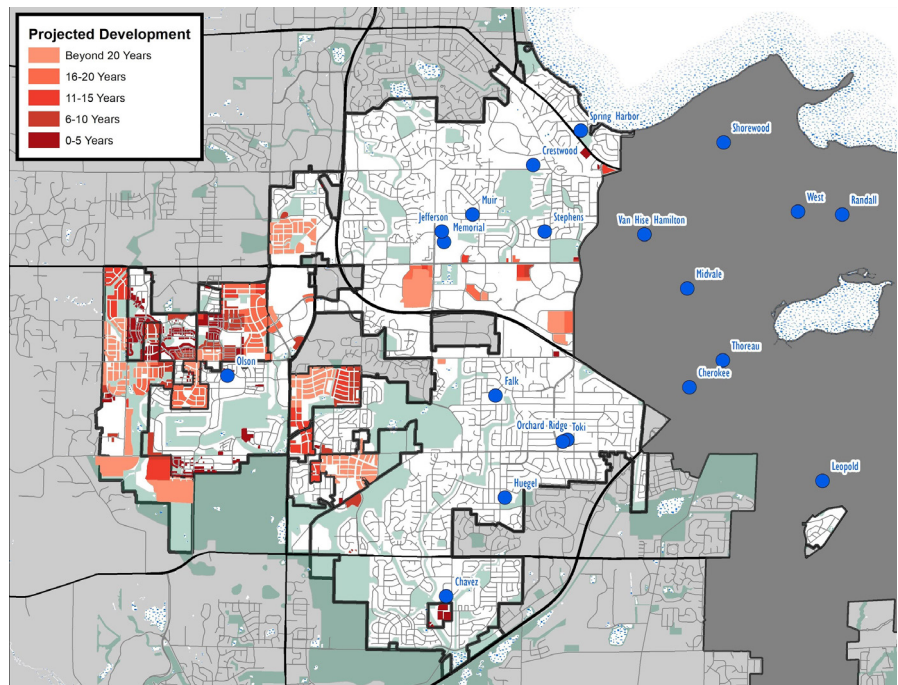 Projected Development
Beyond 20 Years
16-20 Years
11-15 Years
6-10 Years
0-5 Years
Spring Harbor
Shorewood
Crestwood
Muir
West
Randall
Jefferson
Memorial
Stephens
Van Hise Hamilton
Midvale
Thoreau
Olson
Cherokee
Falk
Orchard Ridge Toki
Leopold
Huegel
Chavez